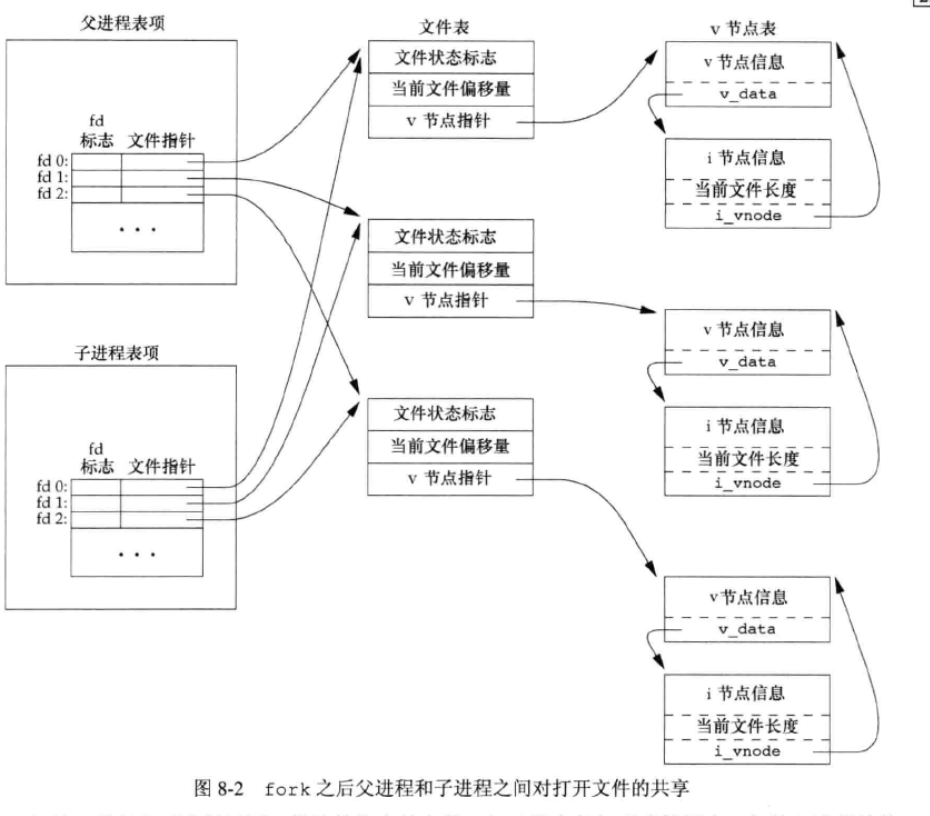 父进程表项
fd
标志 文件指针
fd 0:
fd 1:
fd 2:
...
子进程表项
fd
标志 文件指针
fd 0:
fd 1:
fd 2:
...
文件表
文件状态标志
当前文件偏移量
v 节点指针
文件状态标志
当前文件偏移量
v 节点指针
文件状态标志
当前文件偏移量
v 节点指针
v 节点表
v 节点信息
v_data
i 节点信息
当前文件长度
i_vnode
v 节点信息
v_data
i 节点信息
当前文件长度
i_vnode
v节点信息
v_data
i 节点信息
当前文件长度
i_vnode
图 8-2 fork 之后父进程和子进程之间对打开文件的共享